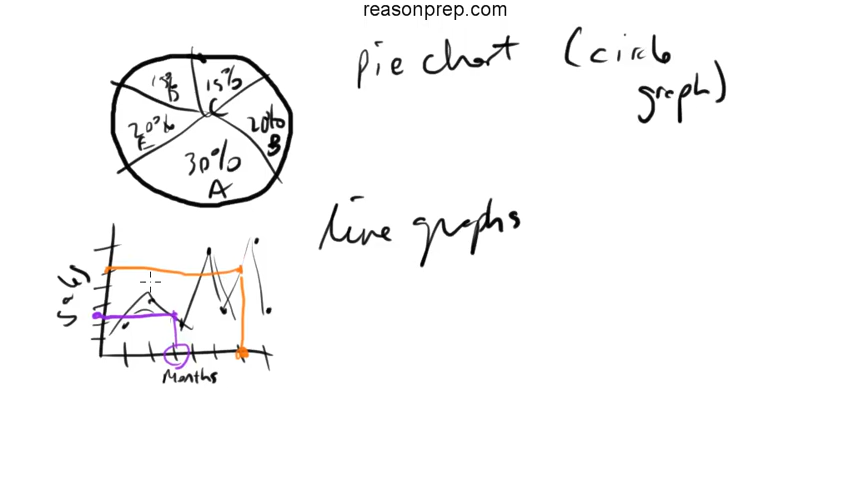 reasonprep.com
pie chart (circle
graph)
15%
D
15%
C
20%
E
20%
B
30%
A
line graphs
Sales
Months